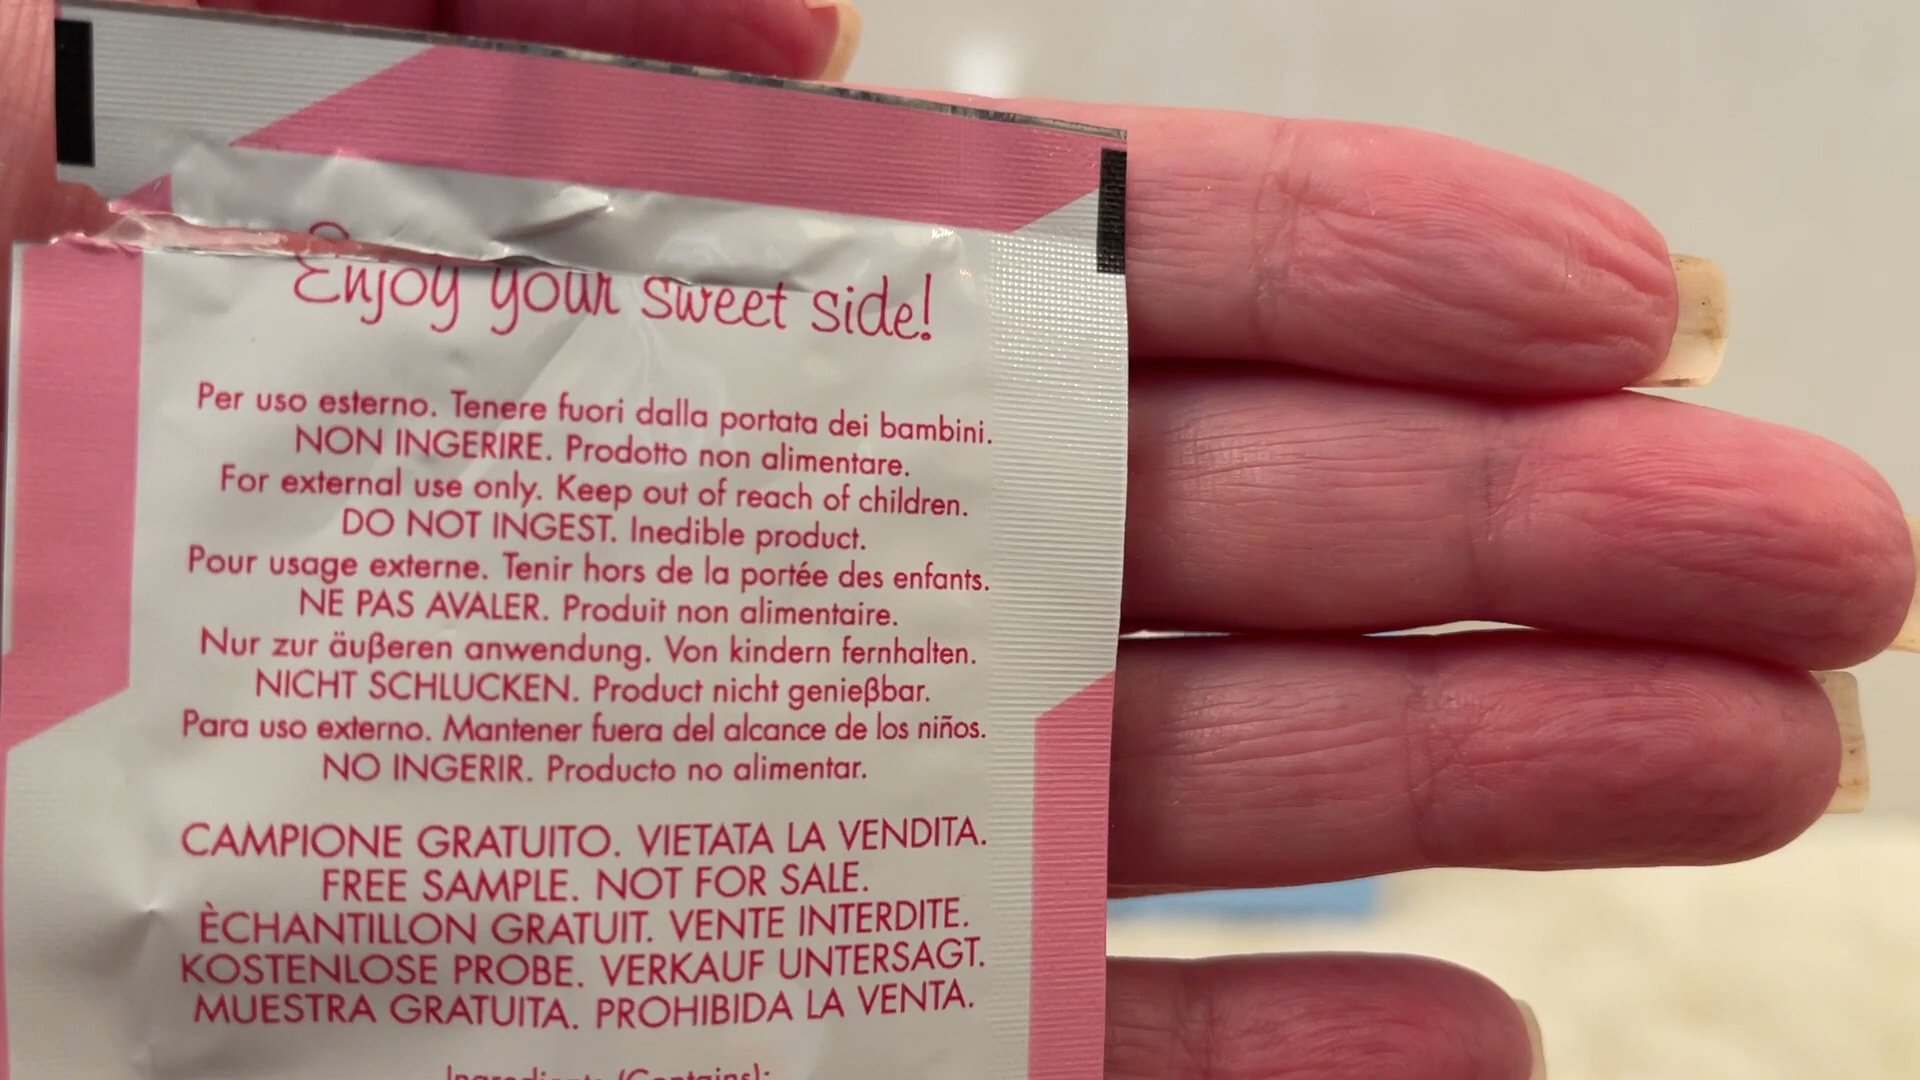 Enjoy your sweet side!
Per uso esterno. Tenere fuori dalla portata dei bambini.
NON INGERIRE. Prodotto non alimentare.
For external use only. Keep out of reach of children.
DO NOT INGEST. Inedible product.
Pour usage externe. Tenir hors de la portée des enfants.
NE PAS AVALER. Produit non alimentaire.
Nur zur äußeren anwendung. Von kindern fernhalten.
NICHT SCHLUCKEN. Product nicht genießbar.
Para uso externo. Mantener fuera del alcance de los niños.
NO INGERIR. Producto no alimentar.
CAMPIONE GRATUITO. VIETATA LA VENDITA.
FREE SAMPLE. NOT FOR SALE.
ÈCHANTILLON GRATUIT. VENTE INTERDITE.
KOSTENLOSE PROBE. VERKAUF UNTERSAGT.
MUESTRA GRATUITA. PROHIBIDA LA VENTA.
(Contains):